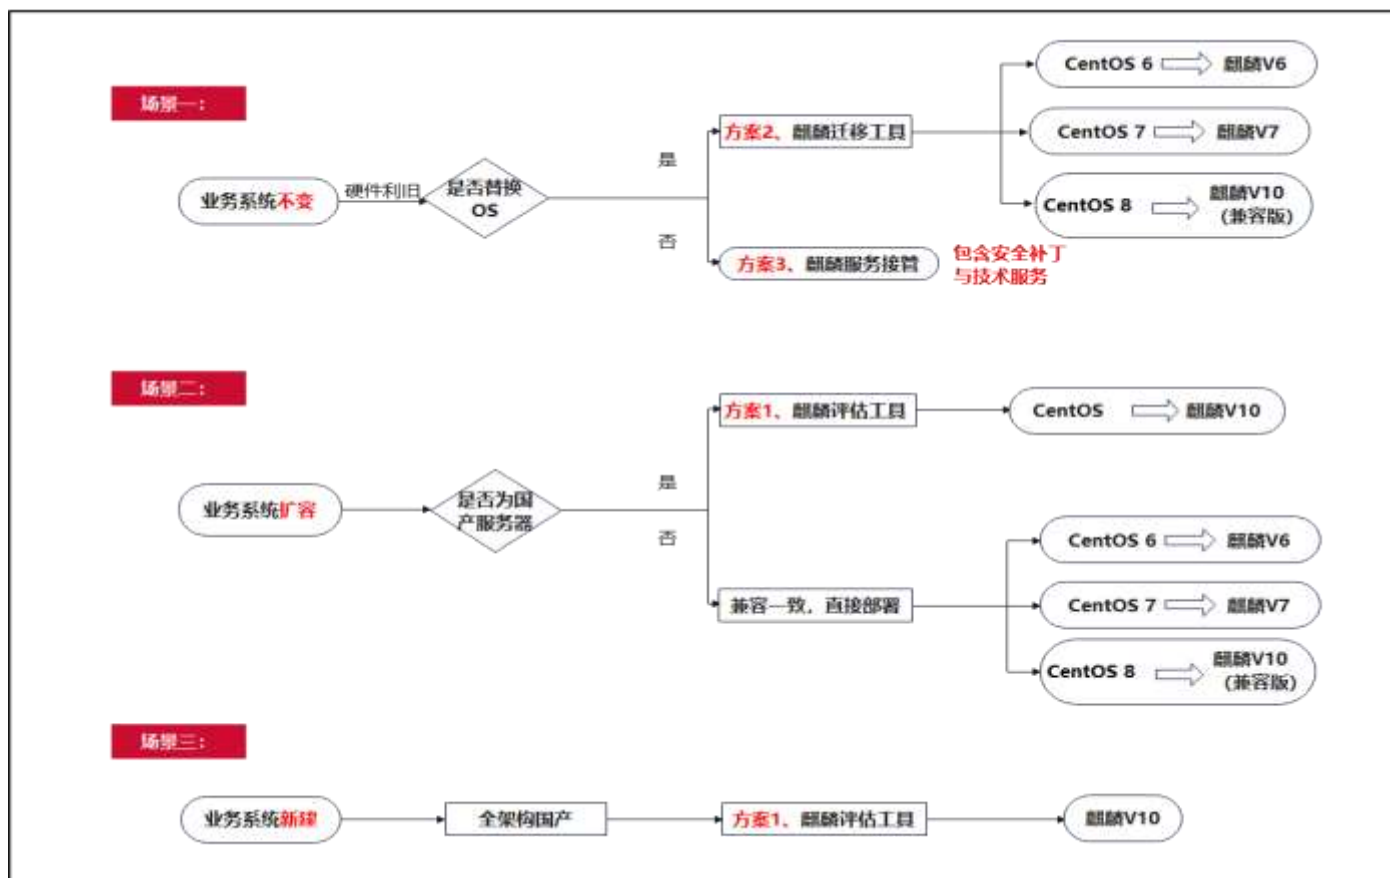 场景一：
业务系统不变
硬件利旧
是否替换
OS
是
否
方案2、麒麟迁移工具
方案3、麒麟服务接管
包含安全补丁
与技术服务
CentOS 6 麒麟V6
CentOS 7 麒麟V7
CentOS 8 麒麟V10
（兼容版）
场景二：
业务系统扩容
是否为国
产服务器
是
否
方案1、麒麟评估工具
CentOS 麒麟V10
兼容一致，直接部署
CentOS 6 麒麟V6
CentOS 7 麒麟V7
CentOS 8 麒麟V10
（兼容版）
场景三：
业务系统新建
全架构国产
方案1、麒麟评估工具
麒麟V10